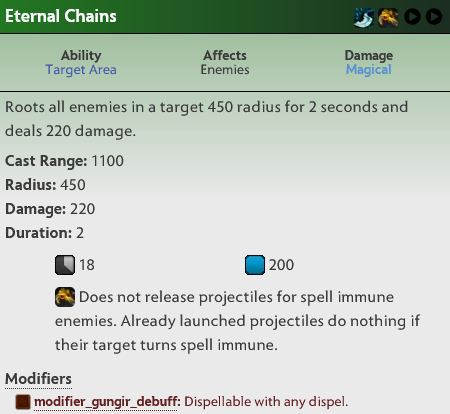 Eternal Chains
Ability Affects Damage
Target Area Enemies Magical
Roots all enemies in a target 450 radius for 2 seconds and
deals 220 damage.
Cast Range: 1100
Radius: 450
Damage: 220
Duration: 2
18 200
Does not release projectiles for spell immune
enemies. Already launched projectiles do nothing if
their target turns spell immune.
Modifiers
modifier_gungir_debuff: Dispellable with any dispel.